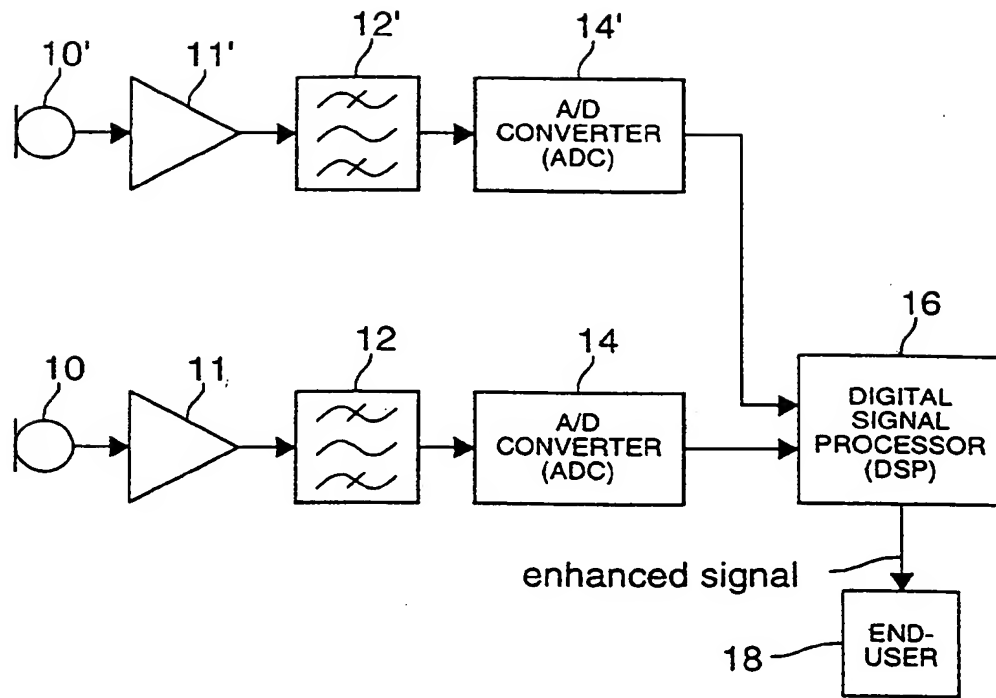 10'
11'
12'
14'
A/D
CONVERTER
(ADC)
10
11
12
14
A/D
CONVERTER
(ADC)
16
DIGITAL
SIGNAL
PROCESSOR
(DSP)
enhanced signal
18
END-
USER